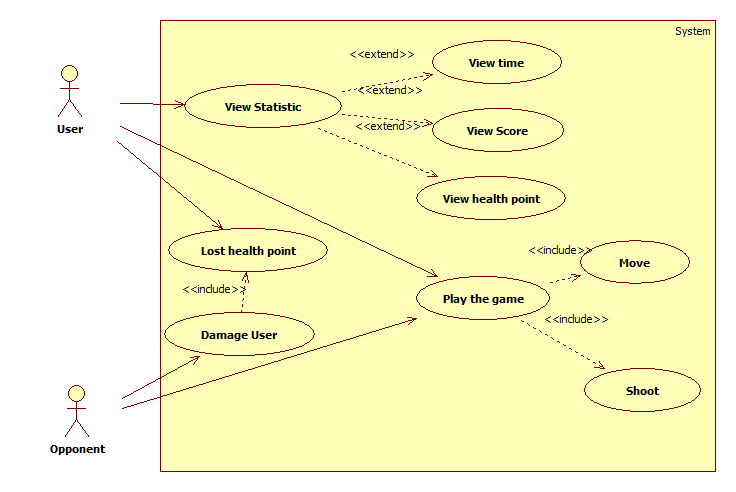 System
<<extend>>
View time
User
View Statistic
<<extend>>
<<extend>>
View Score
View health point
Lost health point
<<include>>
Move
<<include>>
Play the game
<<include>>
Damage User
Shoot
Opponent